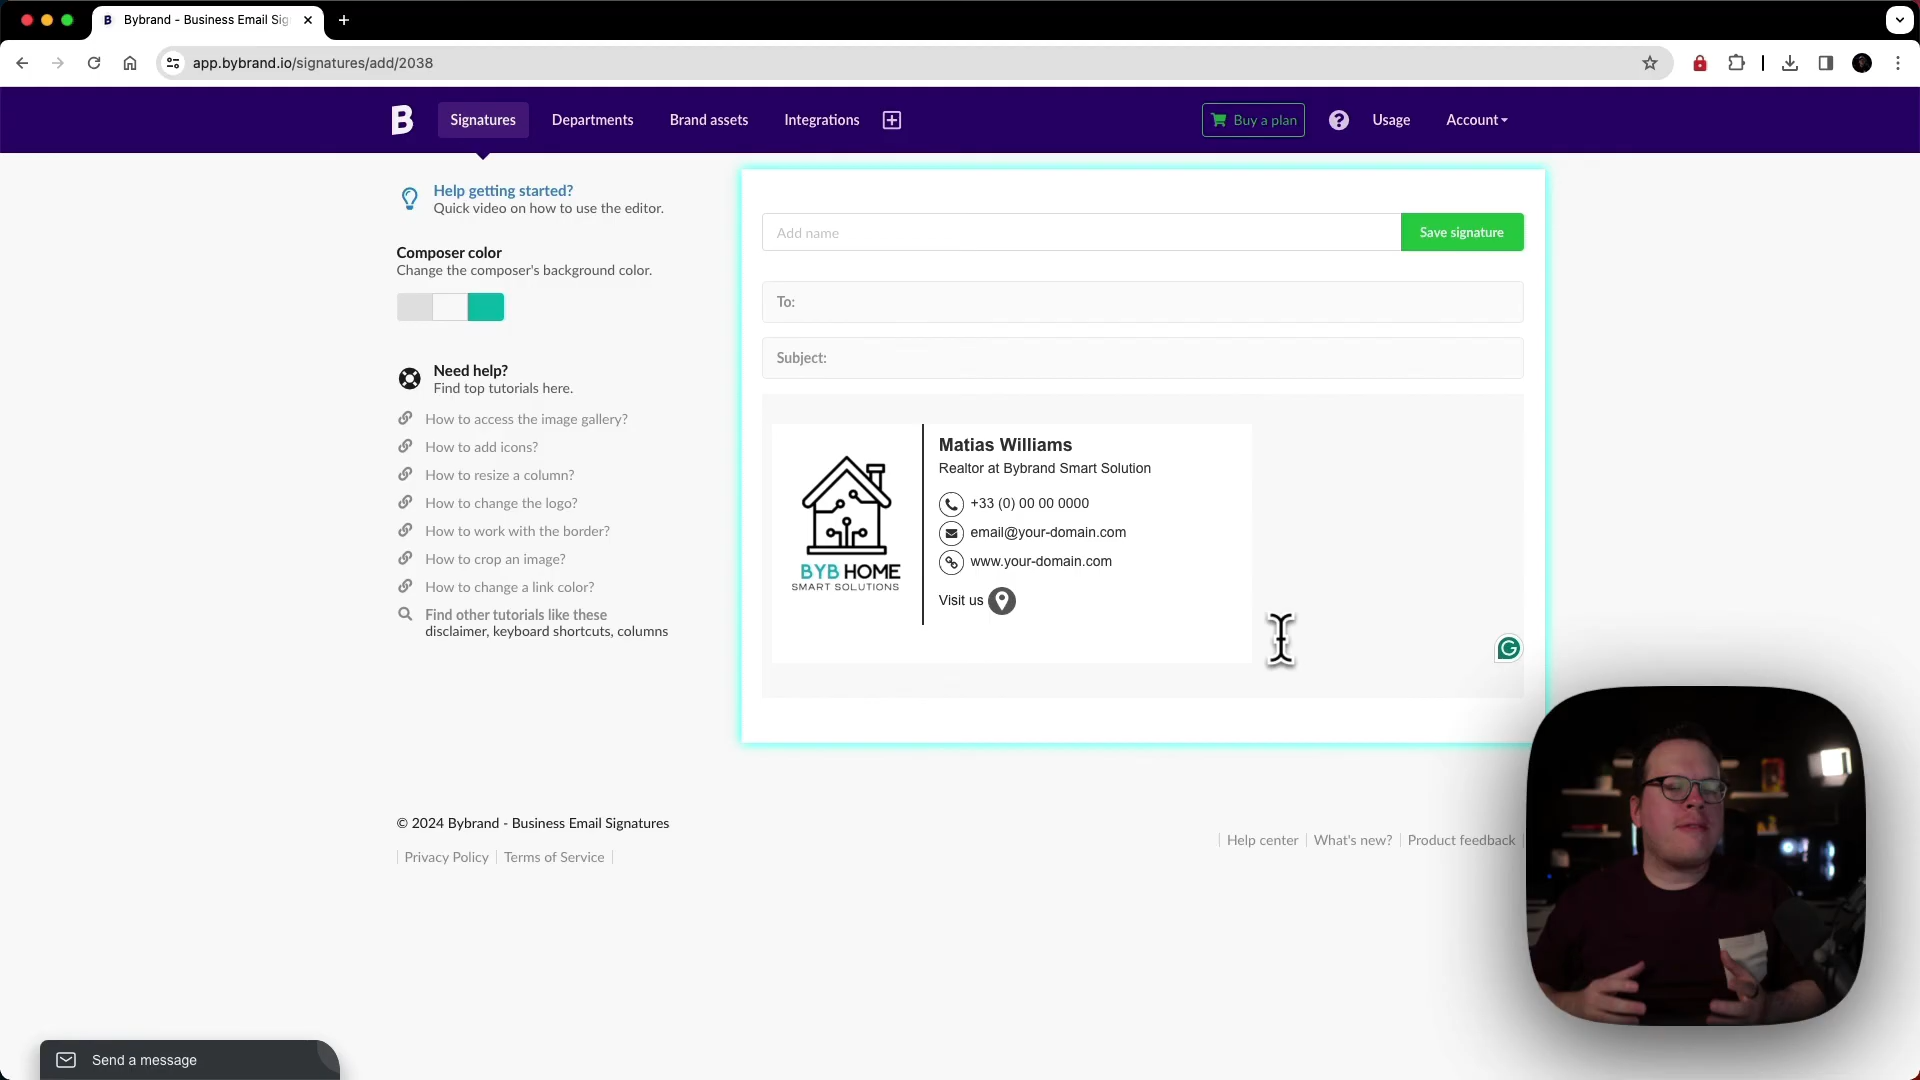 Bybrand - Business Email Sig
app.bybrand.io/signatures/add/2038
B
Signatures
Departments
Brand assets
Integrations
Buy a plan
Usage
Account
Help getting started?
Quick video on how to use the editor.
Composer color
Change the composer's background color.
Need help?
Find top tutorials here.
How to access the image gallery?
How to add icons?
How to resize a column?
How to change the logo?
How to work with the border?
How to crop an image?
How to change a link color?
Find other tutorials like these
disclaimer, keyboard shortcuts, columns
Add name
Save signature
To:
Subject:
BYB HOME
SMART SOLUTIONS
Matias Williams
Realtor at Bybrand Smart Solution
+33 (0) 00 00 0000
email@your-domain.com
www.your-domain.com
Visit us
© 2024 Bybrand - Business Email Signatures
Privacy Policy
Terms of Service
Help center
What's new?
Product feedback
Send a message